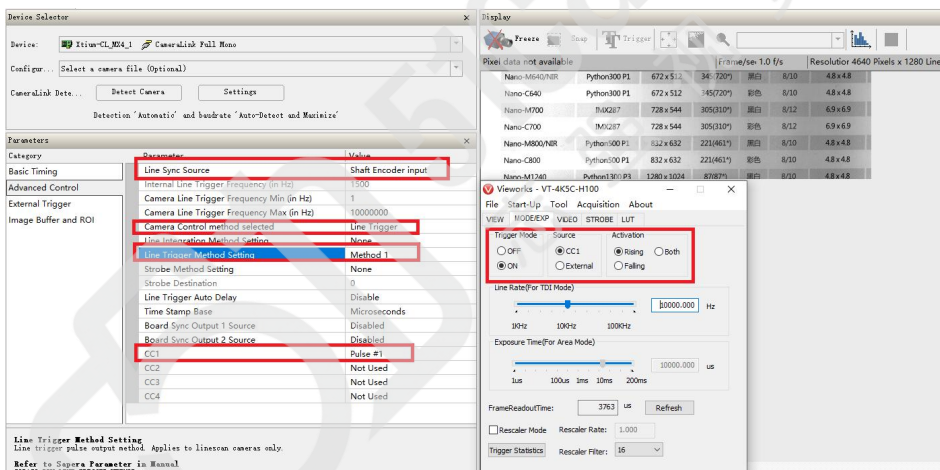 Device Selector
Device: Xtium-CL_MX4_1 CameraLink Full Mono
Configur... Select a camera file (Optional)
CameraLink Dete... Detect Camera Settings
Detection 'Automatic' and baudrate 'Auto-Detect and Maximize'
Parameters
Category Parameter Value
Basic Timing
Advanced Control
External Trigger
Image Buffer and ROI
Line Sync Source Shaft Encoder input
Internal Line Trigger Frequency (in Hz) 1500
Camera Line Trigger Frequency Min (in Hz) 1
Camera Line Trigger Frequency Max (in Hz) 10000000
Camera Control method selected Line Trigger
Line Integration Method Setting None
Line Trigger Method Setting Method 1
Strobe Method Setting None
Strobe Destination 0
Line Trigger Auto Delay Disable
Time Stamp Base Microseconds
Board Sync Output 1 Source Disabled
Board Sync Output 2 Source Disabled
CC1 Pulse #1
CC2 Not Used
CC3 Not Used
CC4 Not Used
Line Trigger Method Setting
Line trigger pulse output method. Applies to linescan cameras only.
Refer to Sapera Parameter in Manual
Display
Freeze Snap Trigger
Pixel data not available Frame/sec 1.0 f/s Resolution 4640 Pixels x 1280 Line
Nano-M640/NIR Python300 P1 672 x 512 345(720*) 黑白 8/10 4.8 x 4.8
Nano-C640 Python300 P1 672 x 512 345(720*) 彩色 8/10 4.8 x 4.8
Nano-M700 IMX287 728 x 544 305(310*) 黑白 8/12 6.9 x 6.9
Nano-C700 IMX287 728 x 544 305(310*) 彩色 8/12 6.9 x 6.9
Nano-M800/NIR Python500 P1 832 x 632 221(461*) 黑白 8/10 4.8 x 4.8
Nano-C800 Python500 P1 832 x 632 221(461*) 彩色 8/10 4.8 x 4.8
Nano-M1240 Python1300 P3 1280 x 1024 87(87*) 黑白 8/10 4.8 x 4.8
Vieworks - VT-4K5C-H100
File Start-Up Tool Acquisition About
VIEW MODE/EXP VIDEO STROBE LUT
Trigger Mode Source Activation
OFF CC1 Rising Both
ON External Falling
Line Rate(For TDI Mode)
10000.000 Hz
1KHz 10KHz 100KHz
Exposure Time(For Area Mode)
10000.000 us
1us 100us 1ms 10ms 200ms
FrameReadoutTime: 3763 us Refresh
Rescaler Mode Rescaler Rate: 1.000
Trigger Statistics Rescaler Filter: 16